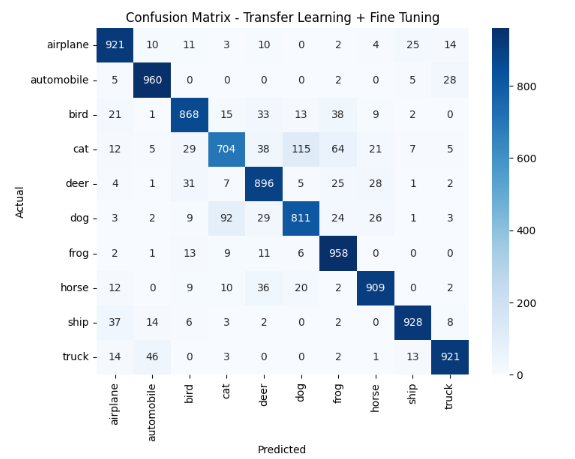 Confusion Matrix - Transfer Learning + Fine Tuning
airplane 921 10 11 3 10 0 2 4 25 14
automobile 5 960 0 0 0 0 2 0 5 28
bird 21 1 868 15 33 13 38 9 2 0
cat 12 5 29 704 38 115 64 21 7 5
deer 4 1 31 7 896 5 25 28 1 2
dog 3 2 9 92 29 811 24 26 1 3
frog 2 1 13 9 11 6 958 0 0 0
horse 12 0 9 10 36 20 2 909 0 2
ship 37 14 6 3 2 0 2 0 928 8
truck 14 46 0 3 0 0 2 1 13 921
airplane automobile bird cat deer dog frog horse ship truck
Predicted
Actual
800
600
400
200
0